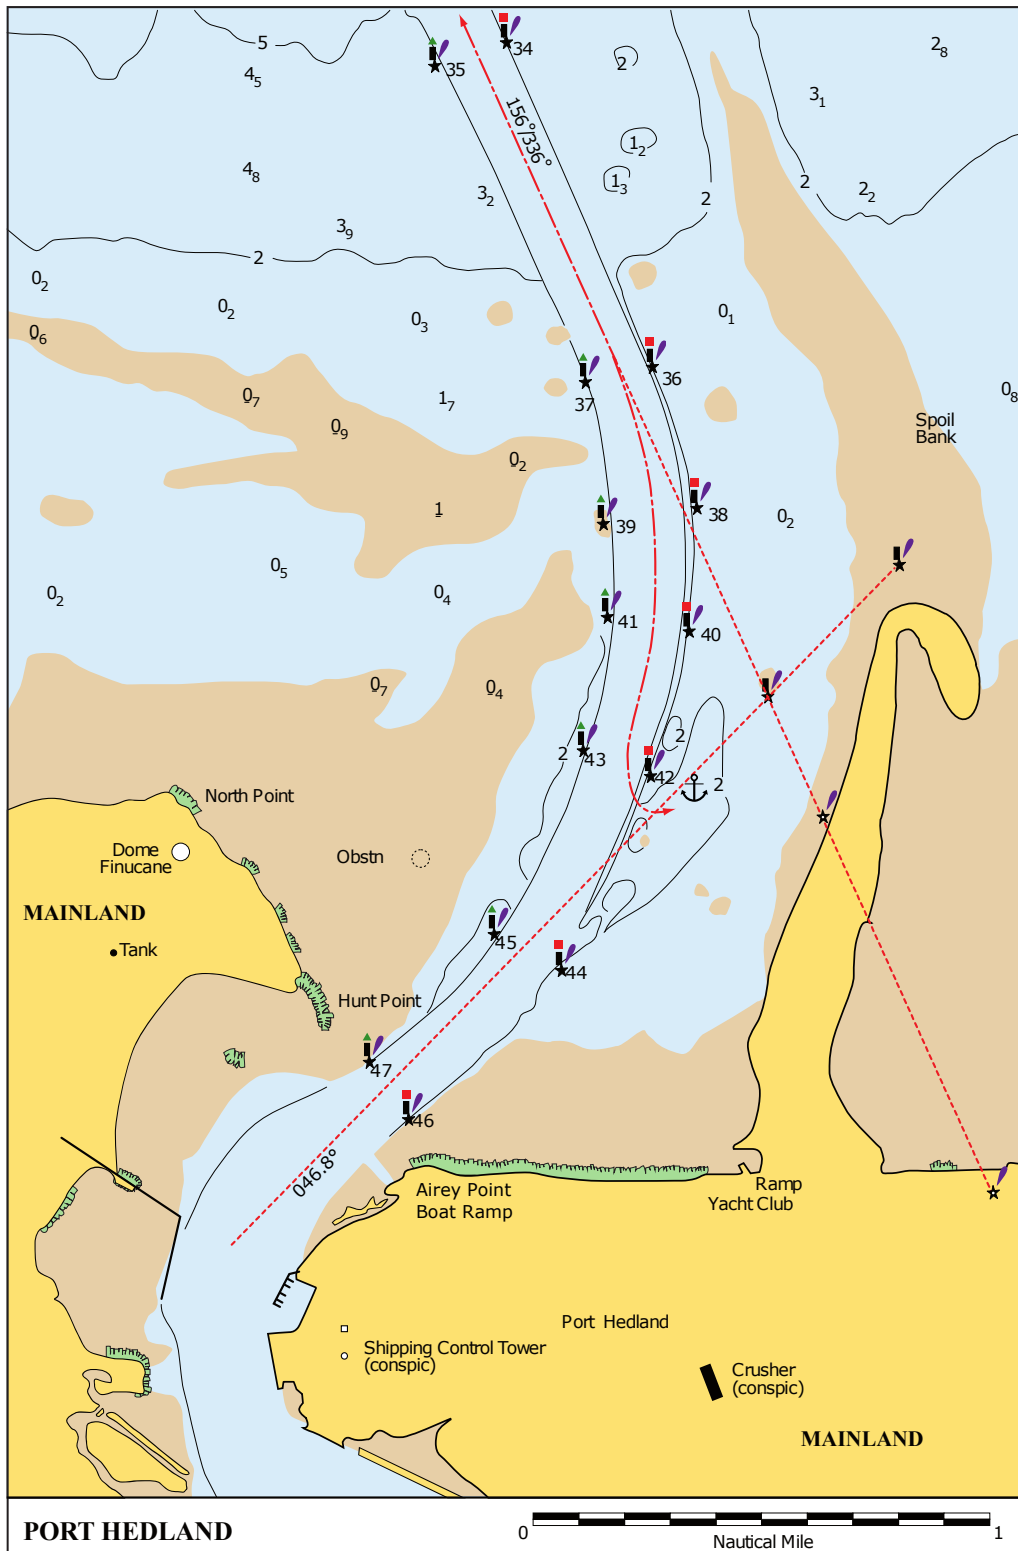 5
34
2₈
35
4₅
2
3₁
156°/336°
1₂
4₈
1₃
2
3₂
2
2₂
3₉
2
0₂
0₂
0₃
0₁
0₆
36
37
0₇
1₇
0₈
0₉
Spoil
Bank
0₂
1
39
38
0₂
0₅
0₂
0₄
41
40
0₇
0₄
2
2
43
42
2
North Point
Dome
Finucane
Obstn
MAINLAND
Tank
45
44
Hunt Point
47
46
046.8°
Airey Point
Boat Ramp
Ramp
Yacht Club
Port Hedland
Shipping Control Tower
(conspic)
Crusher
(conspic)
MAINLAND
PORT HEDLAND
0
1
Nautical Mile